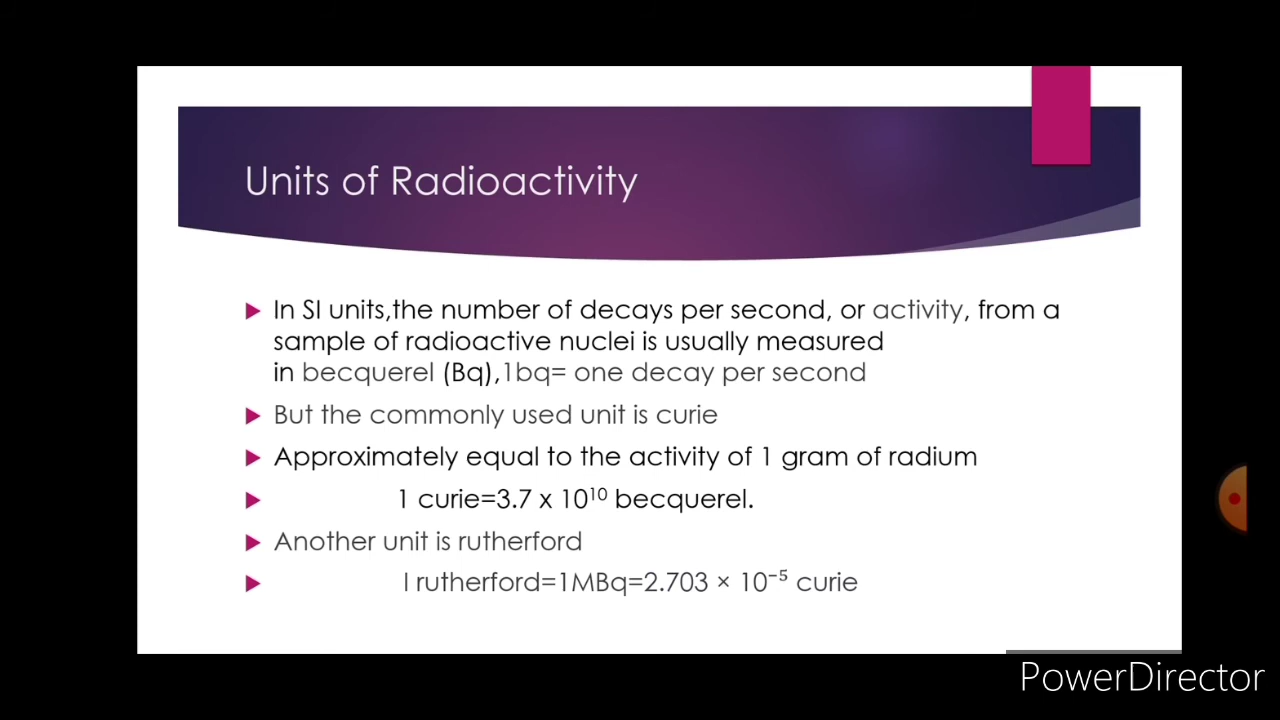 Units of Radioactivity
In SI units,the number of decays per second, or activity, from a
sample of radioactive nuclei is usually measured
in becquerel (Bq),1bq= one decay per second
But the commonly used unit is curie
Approximately equal to the activity of 1 gram of radium
1 curie=3.7 x 10¹⁰ becquerel.
Another unit is rutherford
I rutherford=1MBq=2.703 × 10⁻⁵ curie
PowerDirector